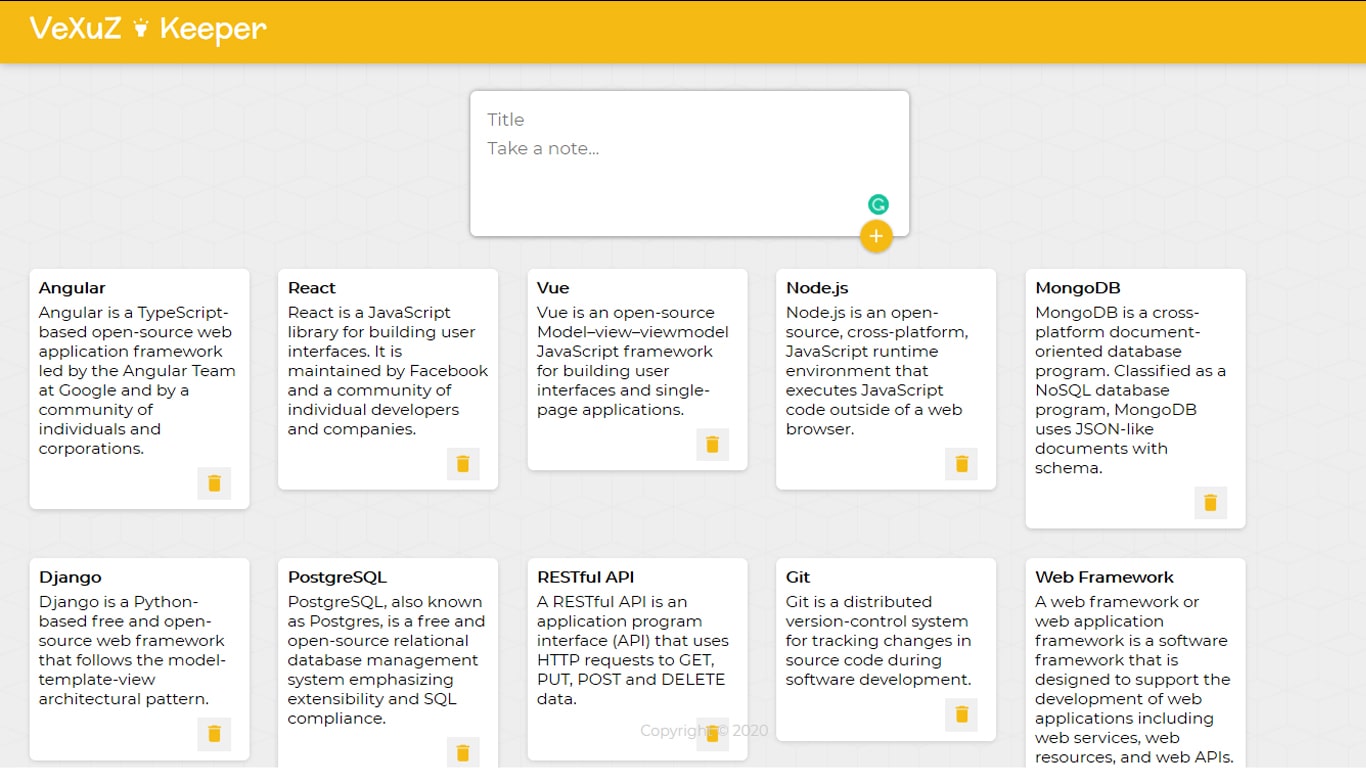 VeXuZ Keeper
Title
Take a note...
Angular
Angular is a TypeScript-
based open-source web
application framework
led by the Angular Team
at Google and by a
community of
individuals and
corporations.
React
React is a JavaScript
library for building user
interfaces. It is
maintained by Facebook
and a community of
individual developers
and companies.
Vue
Vue is an open-source
Model–view–viewmodel
JavaScript framework
for building user
interfaces and single-
page applications.
Node.js
Node.js is an open-
source, cross-platform,
JavaScript runtime
environment that
executes JavaScript
code outside of a web
browser.
MongoDB
MongoDB is a cross-
platform document-
oriented database
program. Classified as a
NoSQL database
program, MongoDB
uses JSON-like
documents with
schema.
Django
Django is a Python-
based free and open-
source web framework
that follows the model-
template-view
architectural pattern.
PostgreSQL
PostgreSQL, also known
as Postgres, is a free and
open-source relational
database management
system emphasizing
extensibility and SQL
compliance.
RESTful API
A RESTful API is an
application program
interface (API) that uses
HTTP requests to GET,
PUT, POST and DELETE
data.
Git
Git is a distributed
version-control system
for tracking changes in
source code during
software development.
Web Framework
A web framework or
web application
framework is a software
framework that is
designed to support the
development of web
applications including
web services, web
resources, and web APIs.
Copyright © 2020